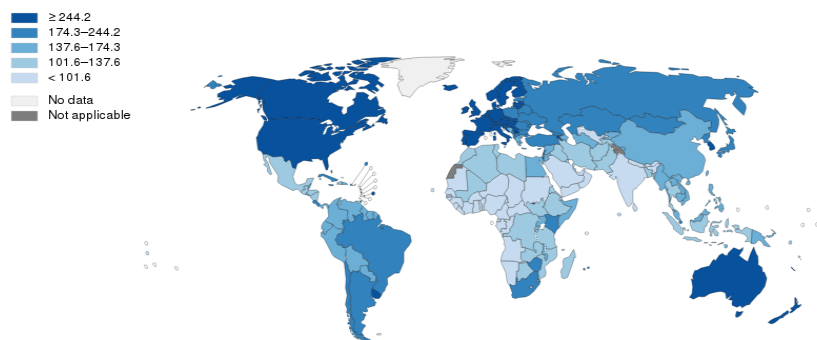 ≥ 244.2
174.3–244.2
137.6–174.3
101.6–137.6
< 101.6
No data
Not applicable